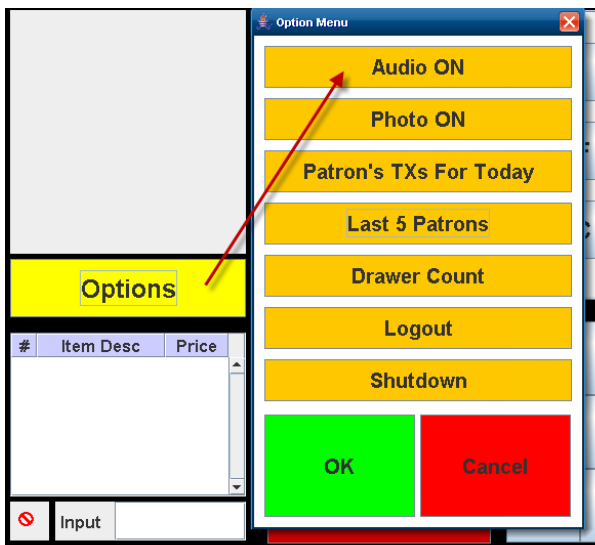 Option Menu
Audio ON
Photo ON
Patron's TXs For Today
Last 5 Patrons
Drawer Count
Logout
Shutdown
OK
Cancel
Options
# Item Desc Price
Input